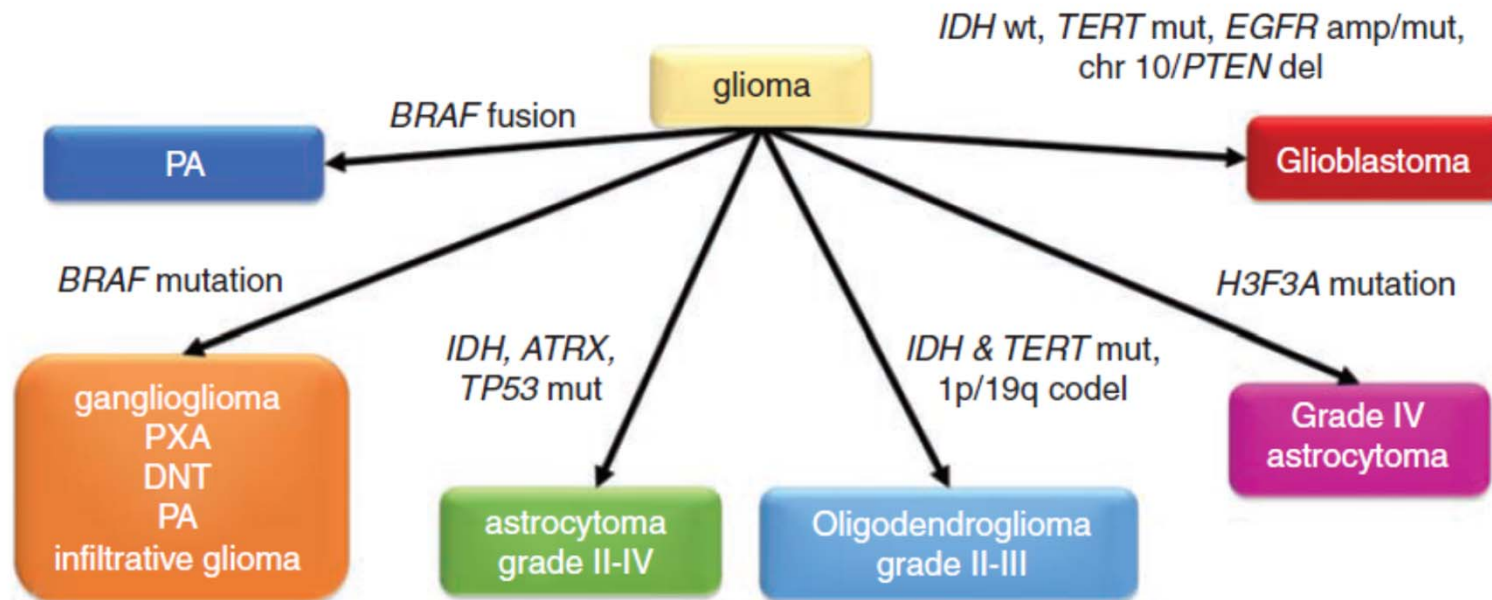 IDH wt, TERT mut, EGFR amp/mut,
chr 10/PTEN del
glioma
BRAF fusion
PA
Glioblastoma
BRAF mutation
H3F3A mutation
IDH, ATRX,
TP53 mut
IDH & TERT mut,
1p/19q codel
ganglioglioma
PXA
DNT
PA
infiltrative glioma
astrocytoma
grade II-IV
Oligodendroglioma
grade II-III
Grade IV
astrocytoma